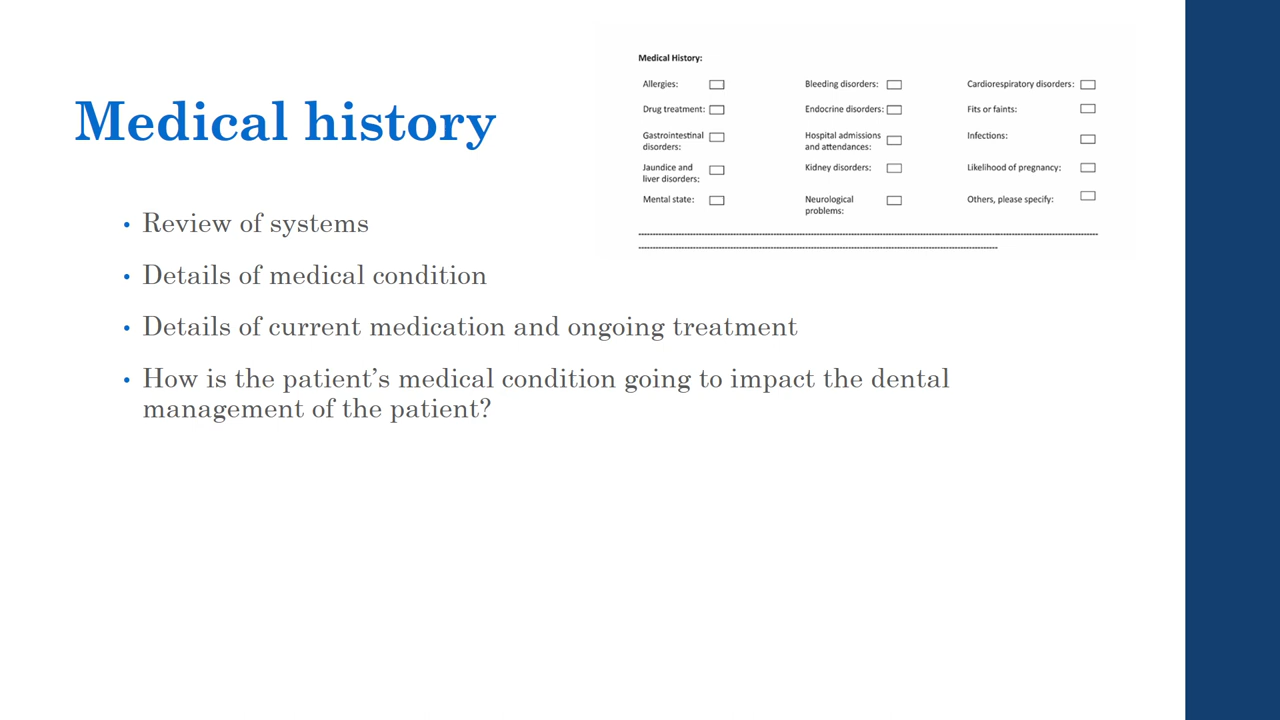 Medical history
Medical History:
Allergies:
Bleeding disorders:
Cardiorespiratory disorders:
Drug treatment:
Endocrine disorders:
Fits or faints:
Gastrointestinal
disorders:
Hospital admissions
and attendances:
Infections:
Jaundice and
liver disorders:
Kidney disorders:
Likelihood of pregnancy:
Mental state:
Neurological
problems:
Others, please specify:
• Review of systems
• Details of medical condition
• Details of current medication and ongoing treatment
• How is the patient’s medical condition going to impact the dental
management of the patient?